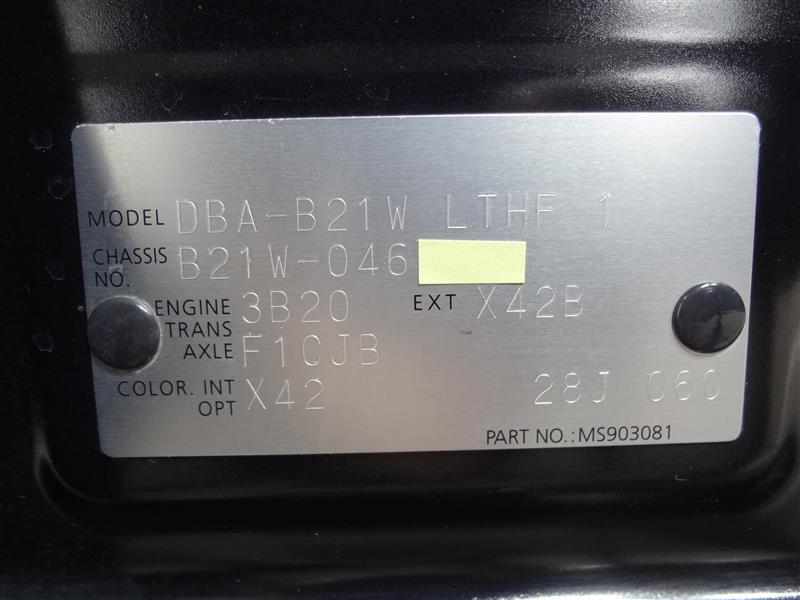 MODEL DBA-B21W LTHF 1
CHASSIS NO. B21W-046
ENGINE 3B20 EXT X42B
TRANS AXLE F1CJB
COLOR. INT OPT X42 28J 060
PART NO.:MS903081